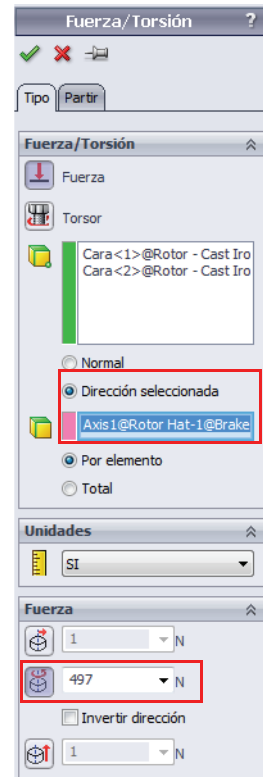 Fuerza/Torsión ?
Tipo Partir
Fuerza/Torsión
Fuerza
Torsor
Cara<1>@Rotor - Cast Iro
Cara<2>@Rotor - Cast Iro
Normal
Dirección seleccionada
Axis1@Rotor Hat-1@Brake
Por elemento
Total
Unidades
SI
Fuerza
1 N
497 N
Invertir dirección
1 N